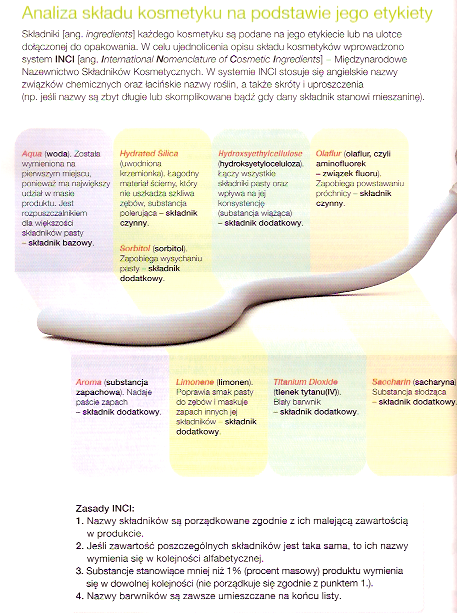 Analiza składu kosmetyku na podstawie jego etykiety
Składniki [ang. ingredients] każdego kosmetyku są podane na jego etykiecie lub na ulotce
dołączonej do opakowania. W celu ujednolicenia opisu składu kosmetyków wprowadzono
system INCI [ang. International Nomenclature of Cosmetic Ingredients] – Międzynarodowe
Nazewnictwo Składników Kosmetycznych. W systemie INCI stosuje się angielskie nazwy
związków chemicznych oraz łacińskie nazwy roślin, a także skróty i uproszczenia
(np. jeśli nazwy są zbyt długie lub skomplikowane bądź gdy dany składnik stanowi mieszaninę).
Aqua (woda). Została
wymieniona na
pierwszym miejscu,
ponieważ ma największy
udział w masie
produktu. Jest
rozpuszczalnikiem
dla większości
składników pasty
– składnik bazowy.
Hydrated Silica
(uwodniona
krzemionka). Łagodny
materiał ścierny, który
nie uszkadza szkliwa
zębów, substancja
polerująca – składnik
czynny.
Sorbitol (sorbitol).
Zapobiega wysychaniu
pasty – składnik
dodatkowy.
Hydroxsyethylcellulose
(hydroksyetyloceluloza).
Łączy wszystkie
składniki pasty oraz
wpływa na jej
konsystencję
(substancja wiążąca)
– składnik dodatkowy.
Olaflur (olaflur, czyli
aminofluorek
– związek fluoru).
Zapobiega powstawaniu
próchnicy – składnik
czynny.
Aroma (substancja
zapachowa). Nadaje
paście zapach
– składnik dodatkowy.
Limonene (limonen).
Poprawia smak pasty
do zębów i maskuje
zapach innych jej
składników – składnik
dodatkowy.
Titanium Dioxide
(tlenek tytanu(IV)).
Biały barwnik
– składnik dodatkowy.
Saccharin (sacharyna)
Substancja słodząca
– składnik dodatkowy.
Zasady INCI:
1. Nazwy składników są porządkowane zgodnie z ich malejącą zawartością
w produkcie.
2. Jeśli zawartość poszczególnych składników jest taka sama, to ich nazwy
wymienia się w kolejności alfabetycznej.
3. Substancje stanowiące mniej niż 1% (procent masowy) produktu wymienia
się w dowolnej kolejności (nie porządkuje się zgodnie z punktem 1.).
4. Nazwy barwników są zawsze umieszczane na końcu listy.